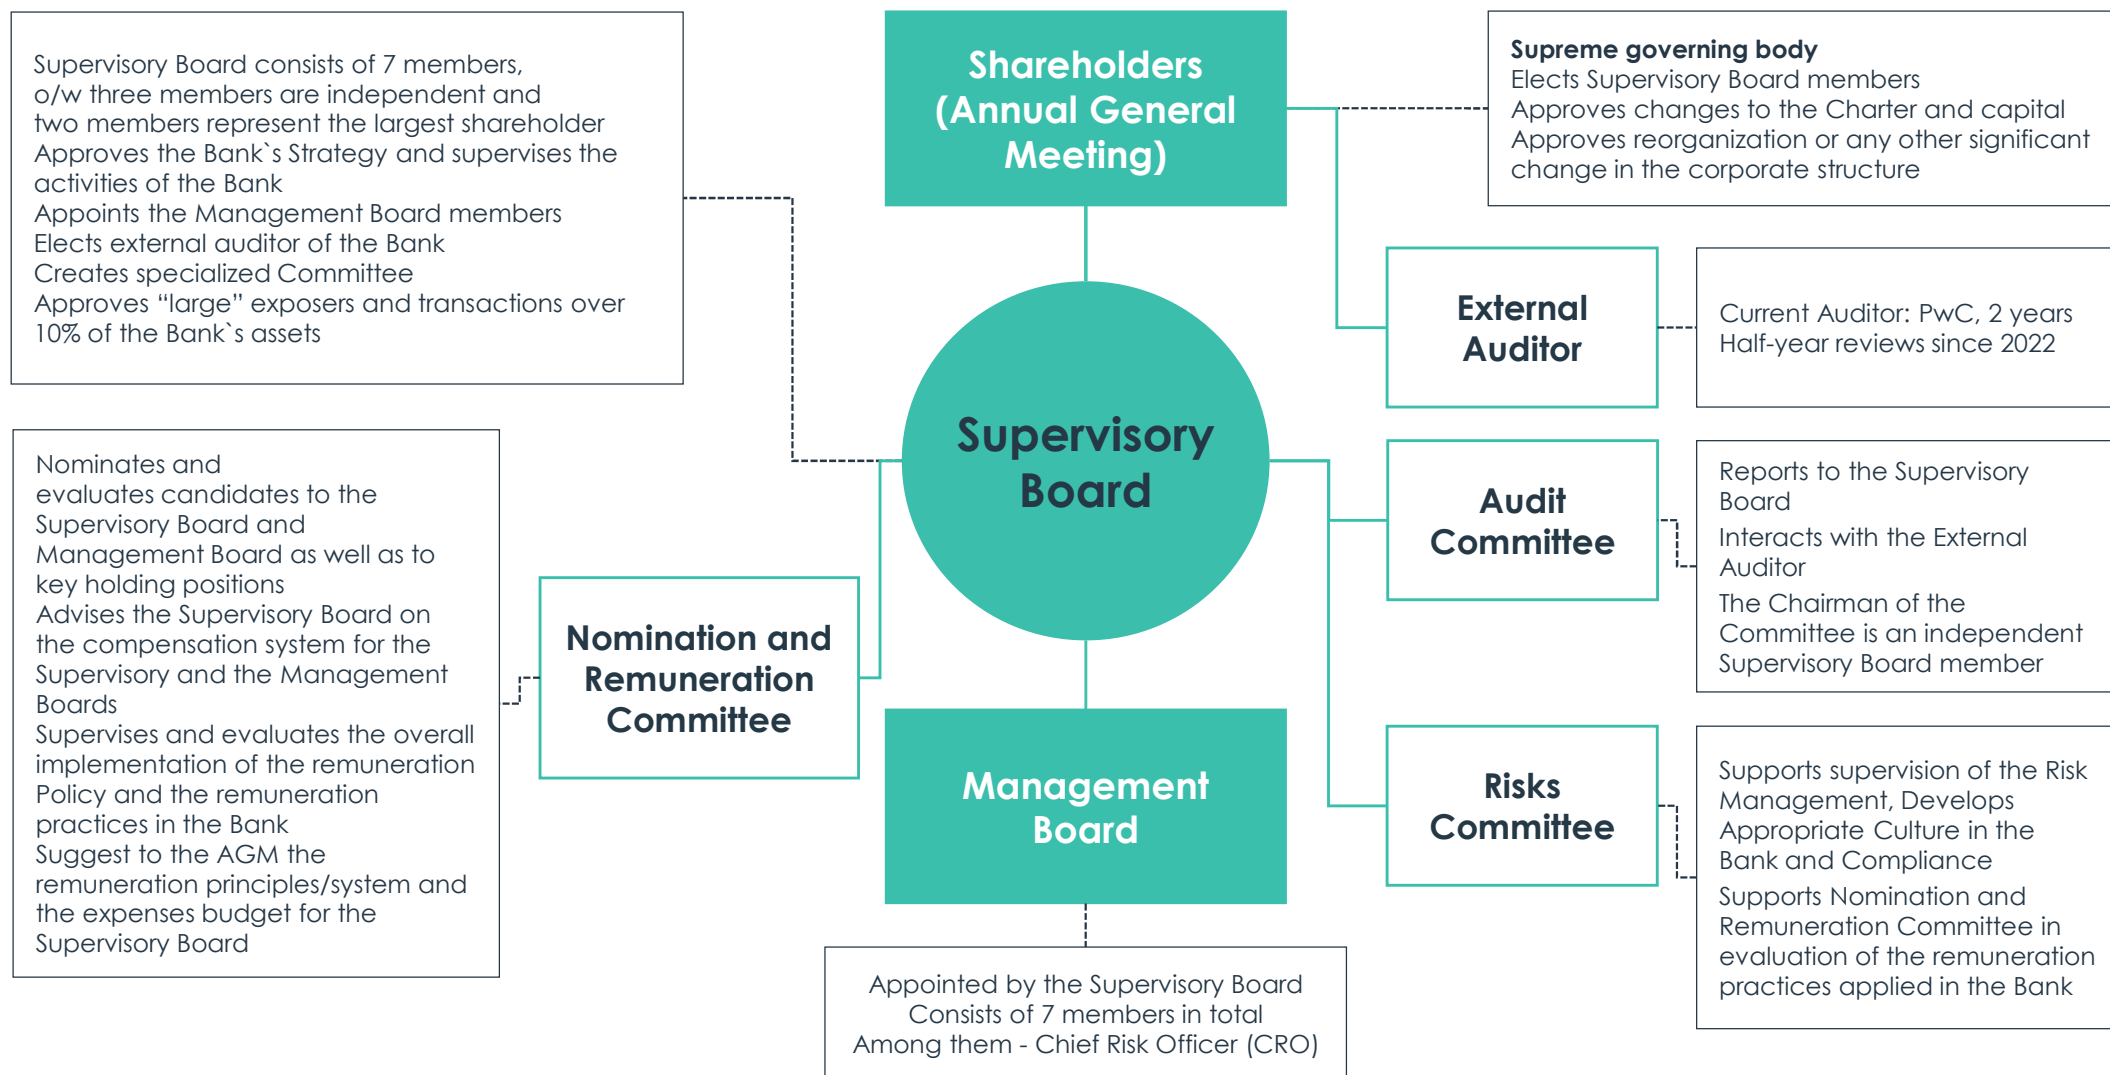 Supervisory Board consists of 7 members,
o/w three members are independent and
two members represent the largest shareholder
Approves the Bank`s Strategy and supervises the
activities of the Bank
Appoints the Management Board members
Elects external auditor of the Bank
Creates specialized Committee
Approves “large” exposers and transactions over
10% of the Bank`s assets
Shareholders
(Annual General
Meeting)
Supreme governing body
Elects Supervisory Board members
Approves changes to the Charter and capital
Approves reorganization or any other significant
change in the corporate structure
External
Auditor
Current Auditor: PwC, 2 years
Half-year reviews since 2022
Supervisory
Board
Audit
Committee
Reports to the Supervisory
Board
Interacts with the External
Auditor
The Chairman of the
Committee is an independent
Supervisory Board member
Nominates and
evaluates candidates to the
Supervisory Board and
Management Board as well as to
key holding positions
Advises the Supervisory Board on
the compensation system for the
Supervisory and the Management
Boards
Supervises and evaluates the overall
implementation of the remuneration
Policy and the remuneration
practices in the Bank
Suggest to the AGM the
remuneration principles/system and
the expenses budget for the
Supervisory Board
Nomination and
Remuneration
Committee
Management
Board
Risks
Committee
Supports supervision of the Risk
Management, Develops
Appropriate Culture in the
Bank and Compliance
Supports Nomination and
Remuneration Committee in
evaluation of the remuneration
practices applied in the Bank
Appointed by the Supervisory Board
Consists of 7 members in total
Among them - Chief Risk Officer (CRO)